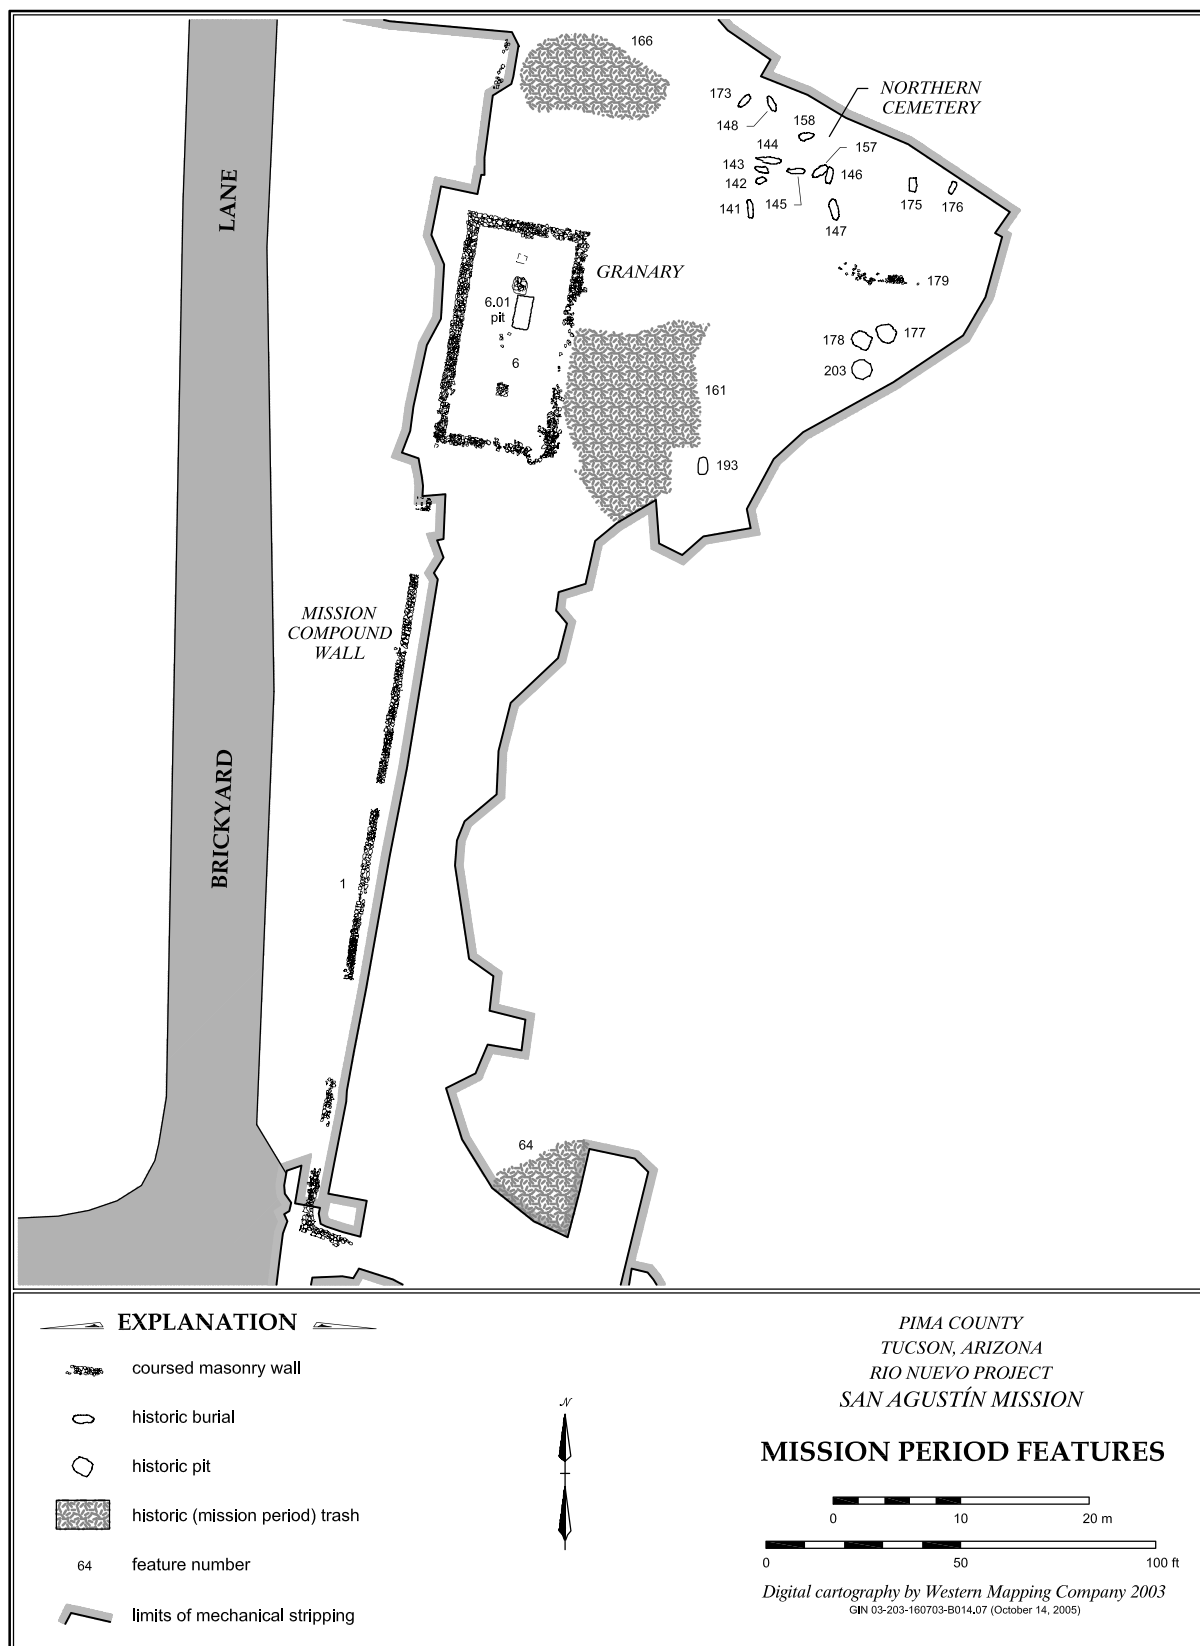 166
NORTHERN
CEMETERY
173
148
158
157
144
143
146
142
141
145
147
175
176
LANE
GRANARY
179
6.01
pit
178
177
203
6
161
193
MISSION
COMPOUND
WALL
BRICKYARD
1
64
EXPLANATION
coursed masonry wall
historic burial
historic pit
historic (mission period) trash
64 feature number
limits of mechanical stripping
N
PIMA COUNTY
TUCSON, ARIZONA
RIO NUEVO PROJECT
SAN AGUSTÍN MISSION
MISSION PERIOD FEATURES
0 10 20 m
0 50 100 ft
Digital cartography by Western Mapping Company 2003
GIN 03-203-160703-B014.07 (October 14, 2005)